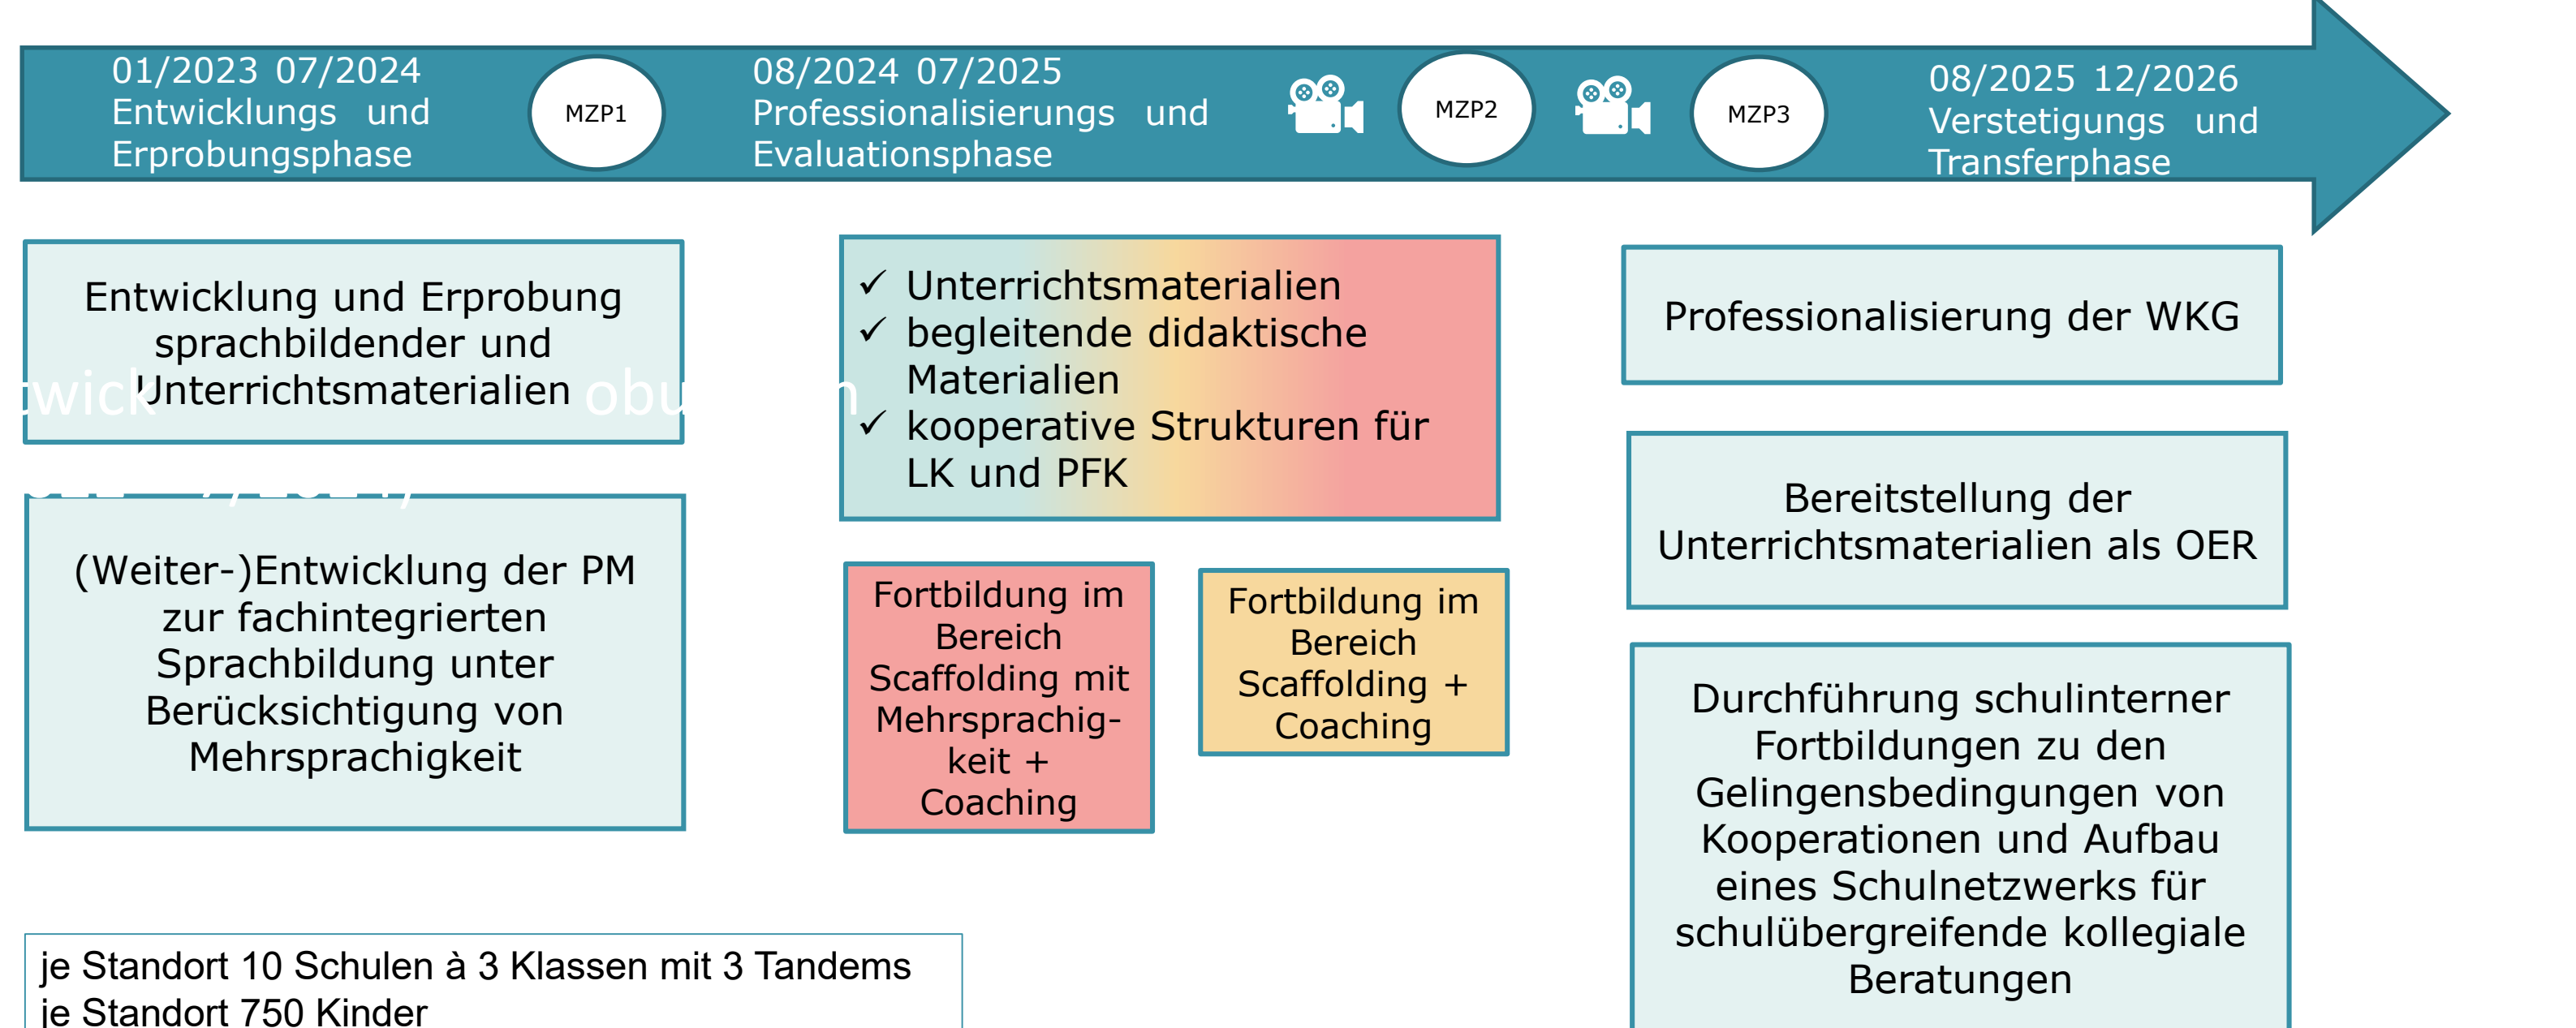 01/2023 07/2024
Entwicklungs und
Erprobungsphase
MZP1
08/2024 07/2025
Professionalisierungs und
Evaluationsphase
MZP2
MZP3
08/2025 12/2026
Verstetigungs und
Transferphase
Entwicklung und Erprobung
sprachbildender und
Unterrichtsmaterialien
(Weiter-)Entwicklung der PM
zur fachintegrierten
Sprachbildung unter
Berücksichtigung von
Mehrsprachigkeit
✓ Unterrichtsmaterialien
✓ begleitende didaktische
Materialien
✓ kooperative Strukturen für
LK und PFK
Fortbildung im
Bereich
Scaffolding mit
Mehrsprachig-
keit +
Coaching
Fortbildung im
Bereich
Scaffolding +
Coaching
Professionalisierung der WKG
Bereitstellung der
Unterrichtsmaterialien als OER
Durchführung schulinterner
Fortbildungen zu den
Gelingensbedingungen von
Kooperationen und Aufbau
eines Schulnetzwerks für
schulübergreifende kollegiale
Beratungen
je Standort 10 Schulen à 3 Klassen mit 3 Tandems
je Standort 750 Kinder